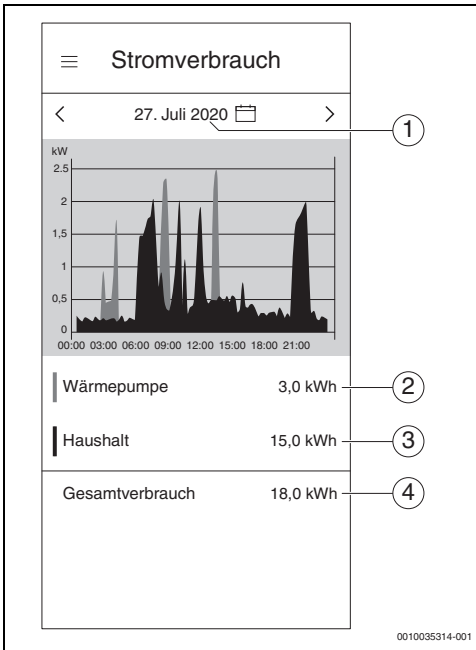 Stromverbrauch
27. Juli 2020
1
kW
2.5
2
1,5
1
0,5
0
00:00 03:00 06:00 09:00 12:00 15:00 18:00 21:00
Wärmepumpe 3,0 kWh 2
Haushalt 15,0 kWh 3
Gesamtverbrauch 18,0 kWh 4
0010035314-001